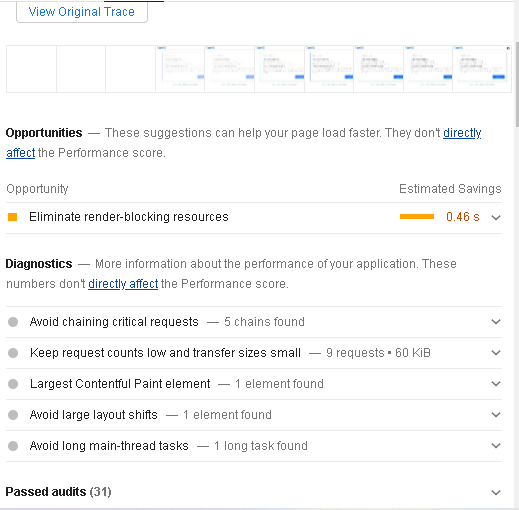 View Original Trace
Opportunities — These suggestions can help your page load faster. They don't directly
affect the Performance score.
Opportunity Estimated Savings
Eliminate render-blocking resources 0.46 s
Diagnostics — More information about the performance of your application. These
numbers don't directly affect the Performance score.
Avoid chaining critical requests — 5 chains found
Keep request counts low and transfer sizes small — 9 requests • 60 KiB
Largest Contentful Paint element — 1 element found
Avoid large layout shifts — 1 element found
Avoid long main-thread tasks — 1 long task found
Passed audits (31)